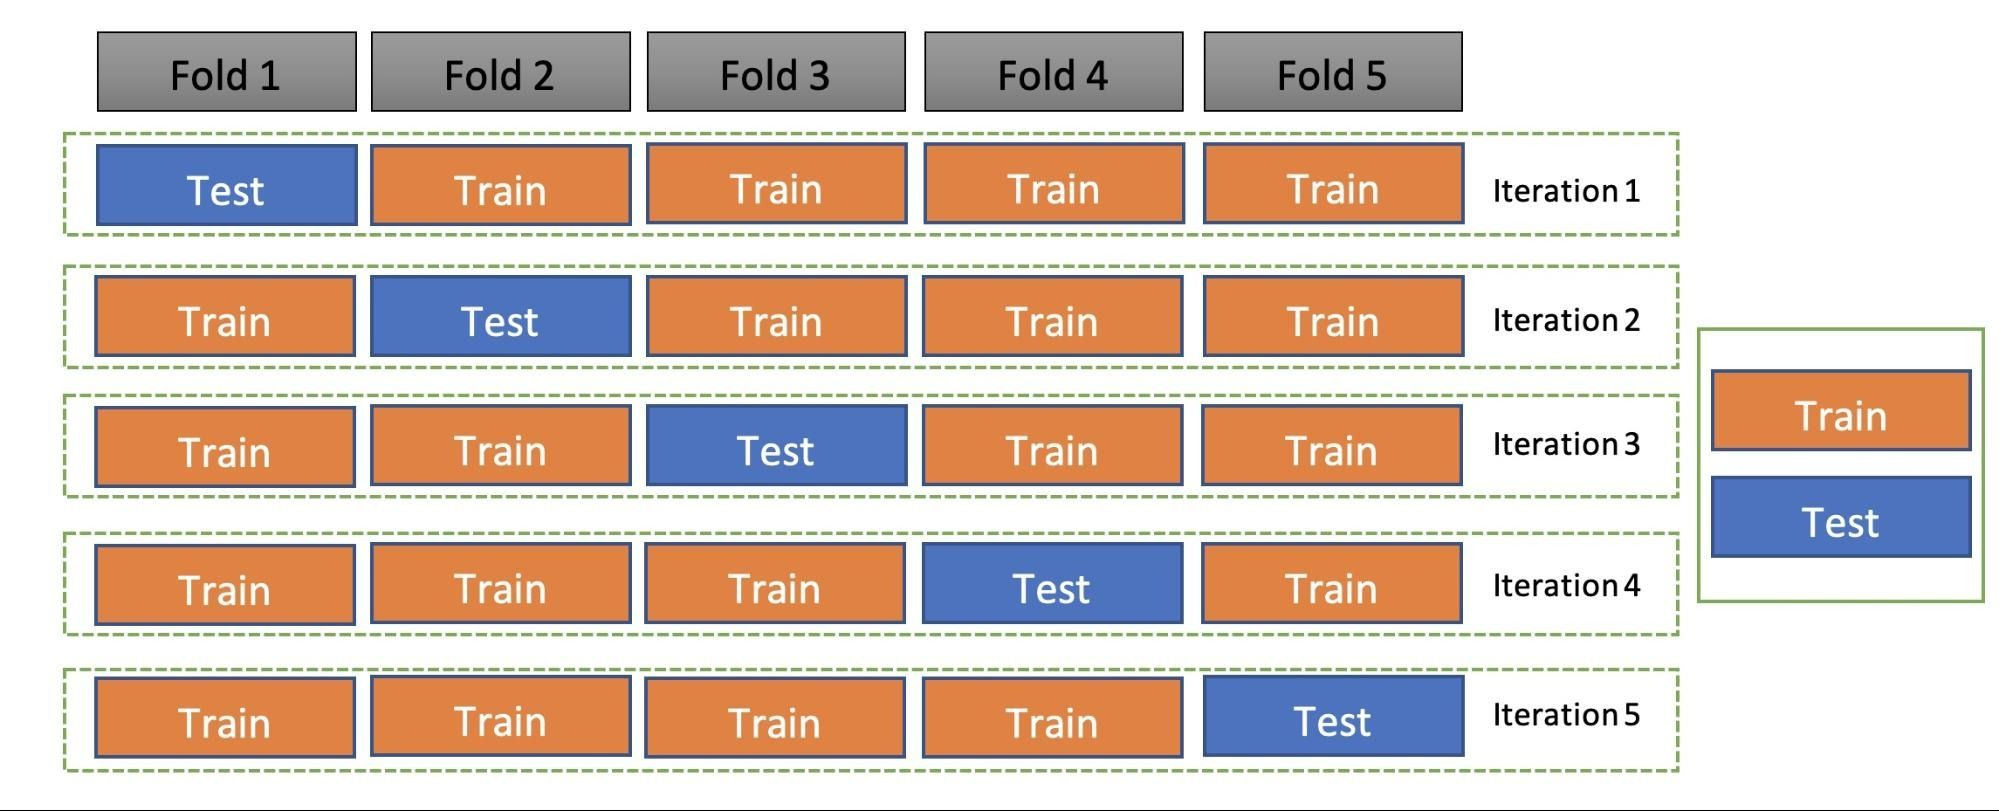 Fold 1 Fold 2 Fold 3 Fold 4 Fold 5
Test Train Train Train Train Iteration 1
Train Test Train Train Train Iteration 2
Train Train Test Train Train Iteration 3
Train Train Train Test Train Iteration 4
Train Train Train Train Test Iteration 5
Train
Test